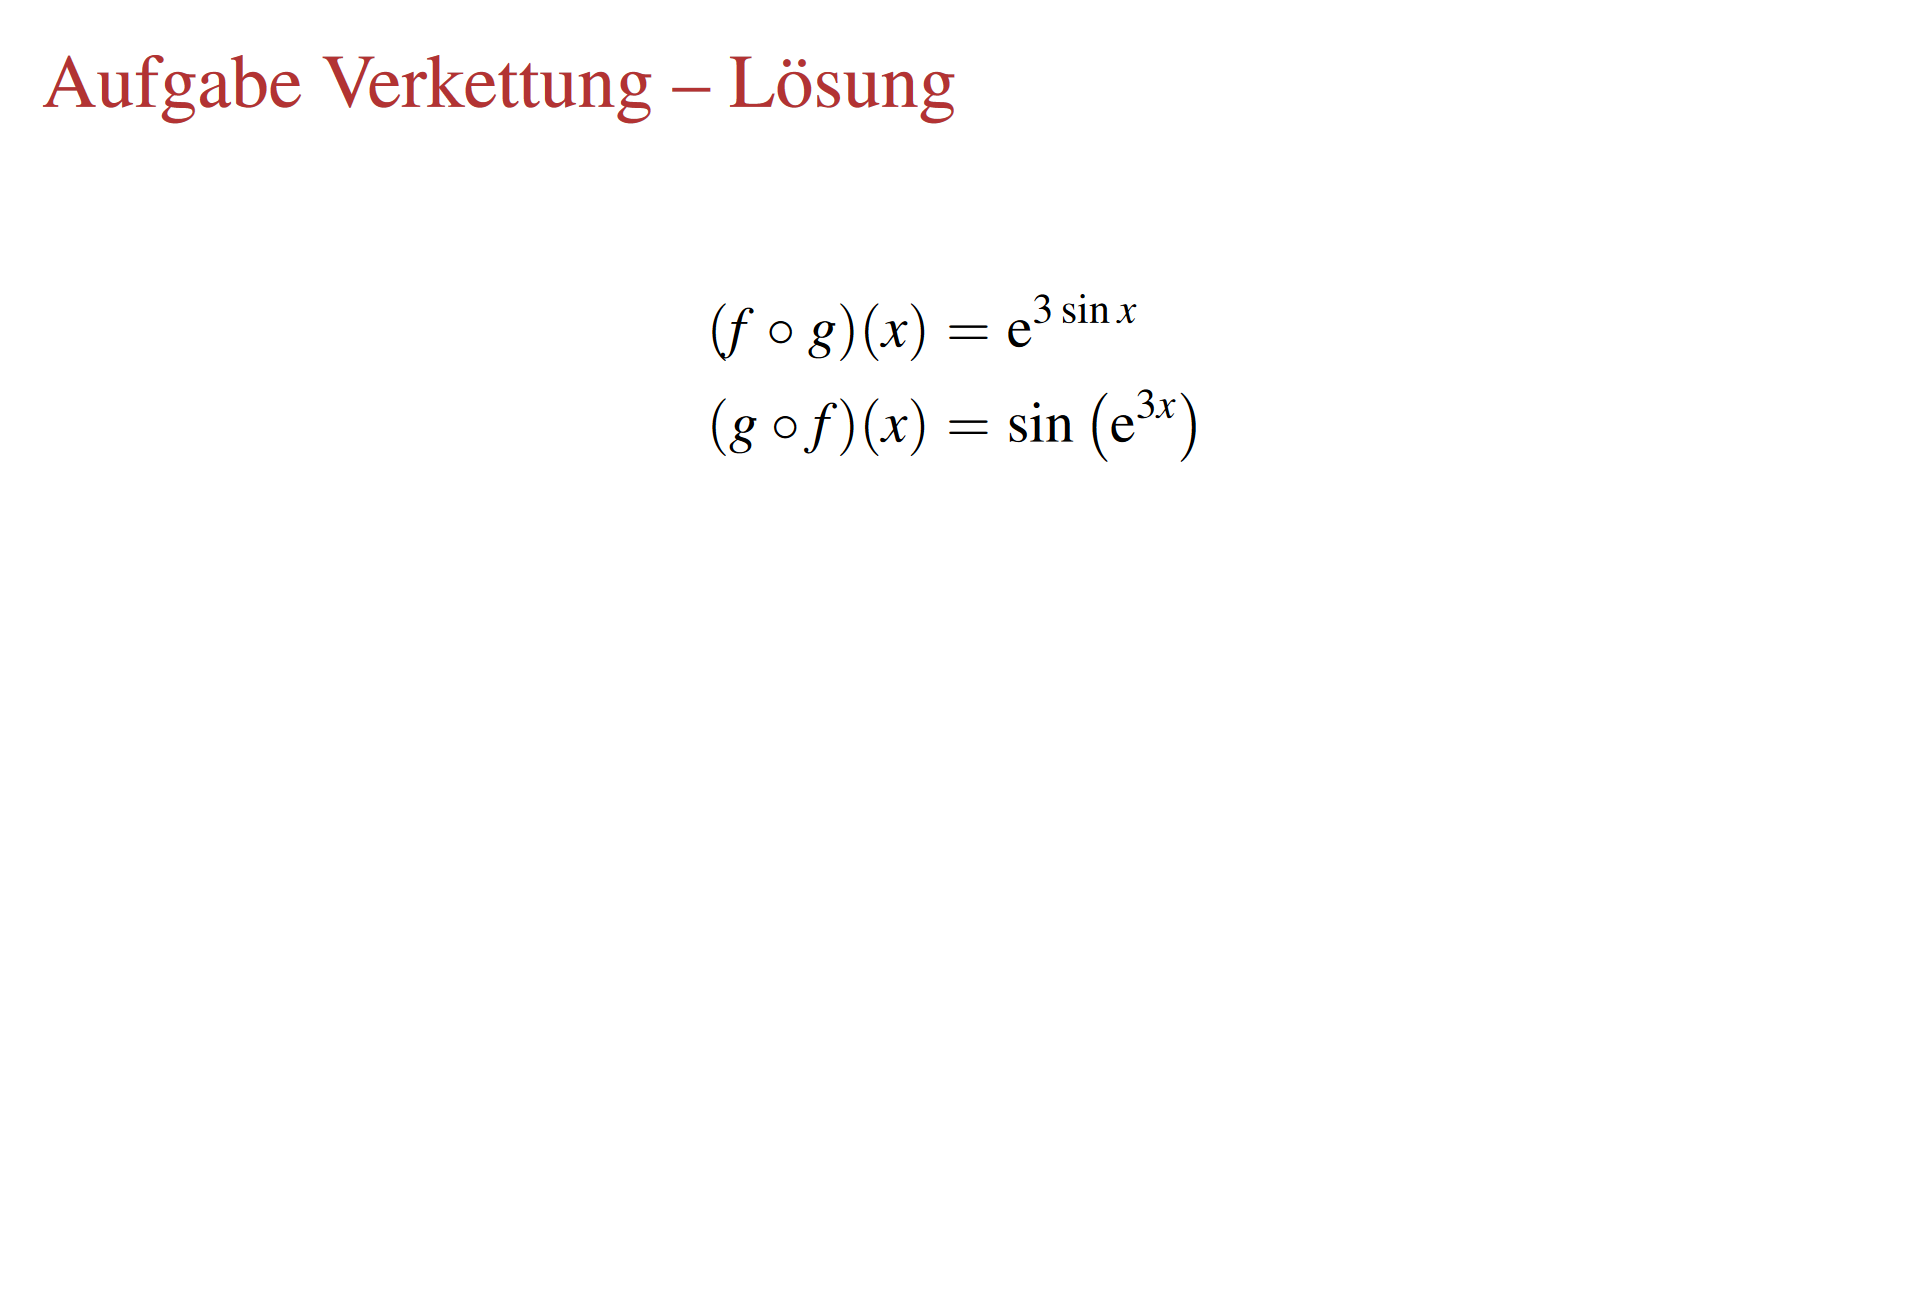 Aufgabe Verkettung – Lösung
(f ∘ g)(x) = e^{3 sin x}
(g ∘ f)(x) = sin (e^{3x})